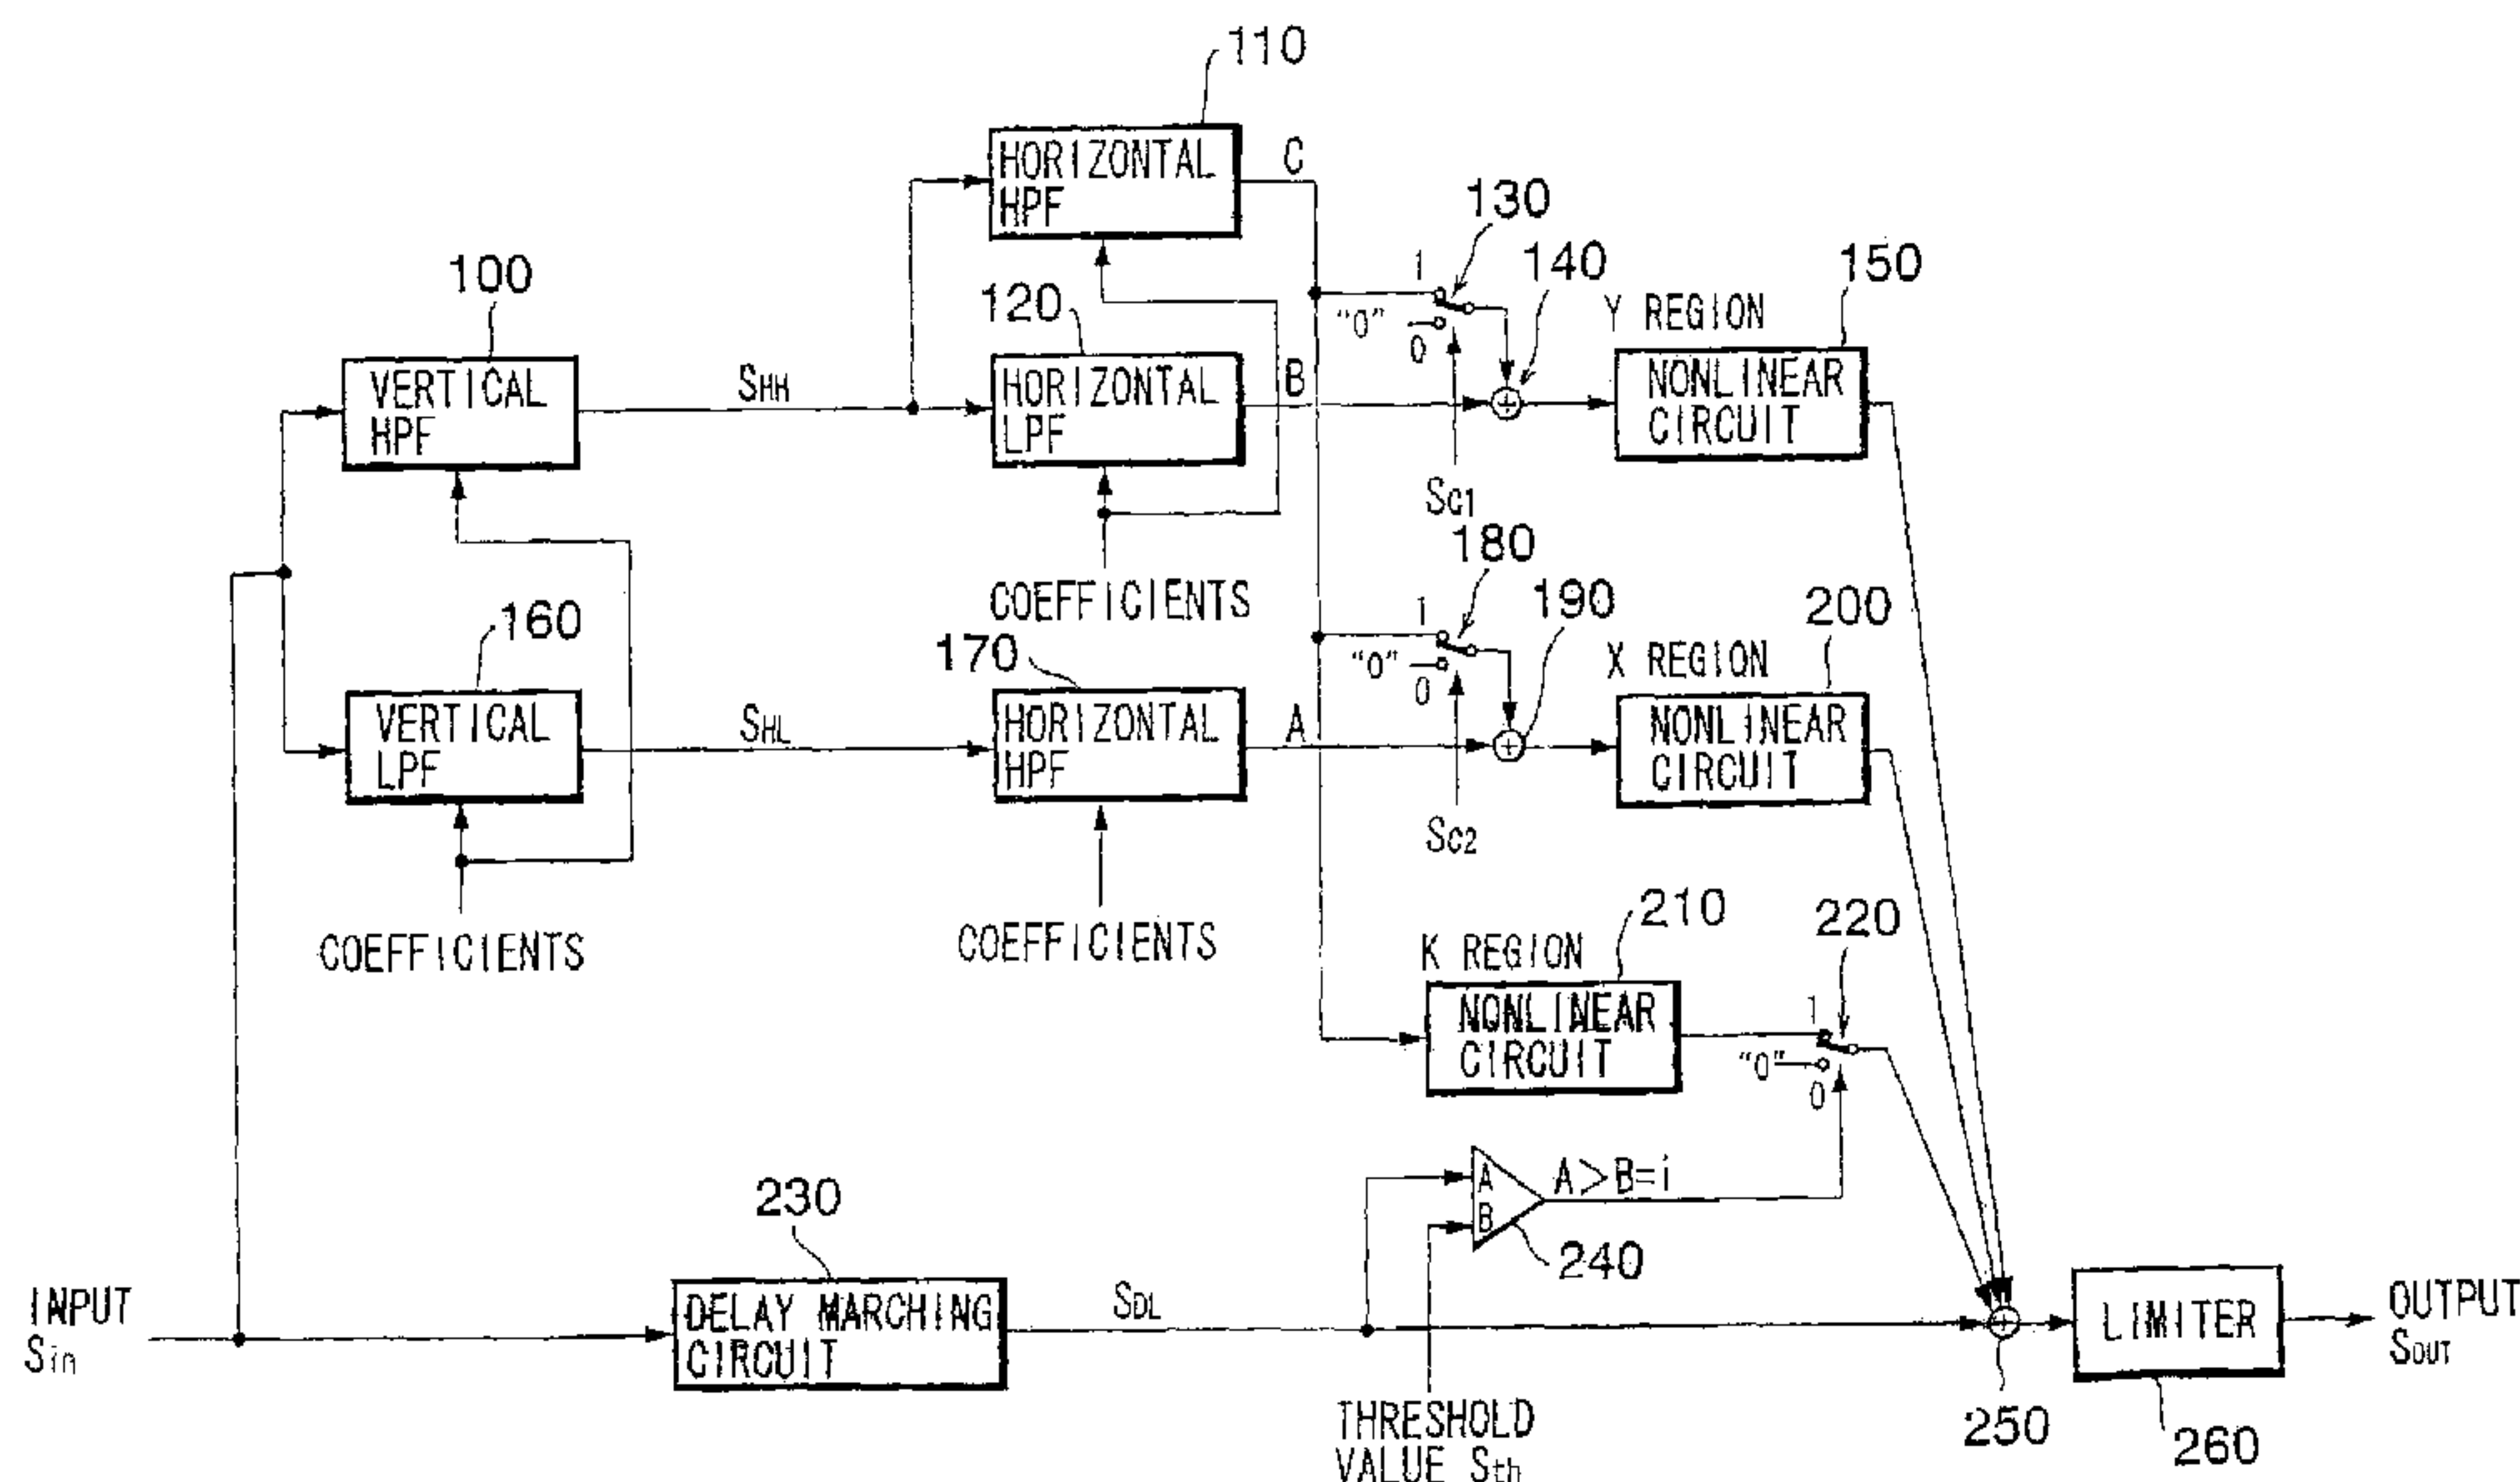 110
HORIZONTAL
HPF
C
130
140
150
100
120
1
"0"
0
Y REGION
VERTICAL
HPF
SHH
HORIZONTAL
LPF
B
NONLINEAR
CIRCUIT
SC1
180
190
200
160
COEFFICIENTS
170
1
"0"
0
X REGION
VERTICAL
LPF
SHL
HORIZONTAL
HPF
A
NONLINEAR
CIRCUIT
SC2
COEFFICIENTS
COEFFICIENTS
K REGION
210
220
NONLINEAR
CIRCUIT
1
"0"
0
230
A
B
A>B=i
240
INPUT
Sin
DELAY MARCHING
CIRCUIT
SDL
LIMITER
OUTPUT
SOUT
THRESHOLD
VALUE Sth
250
260